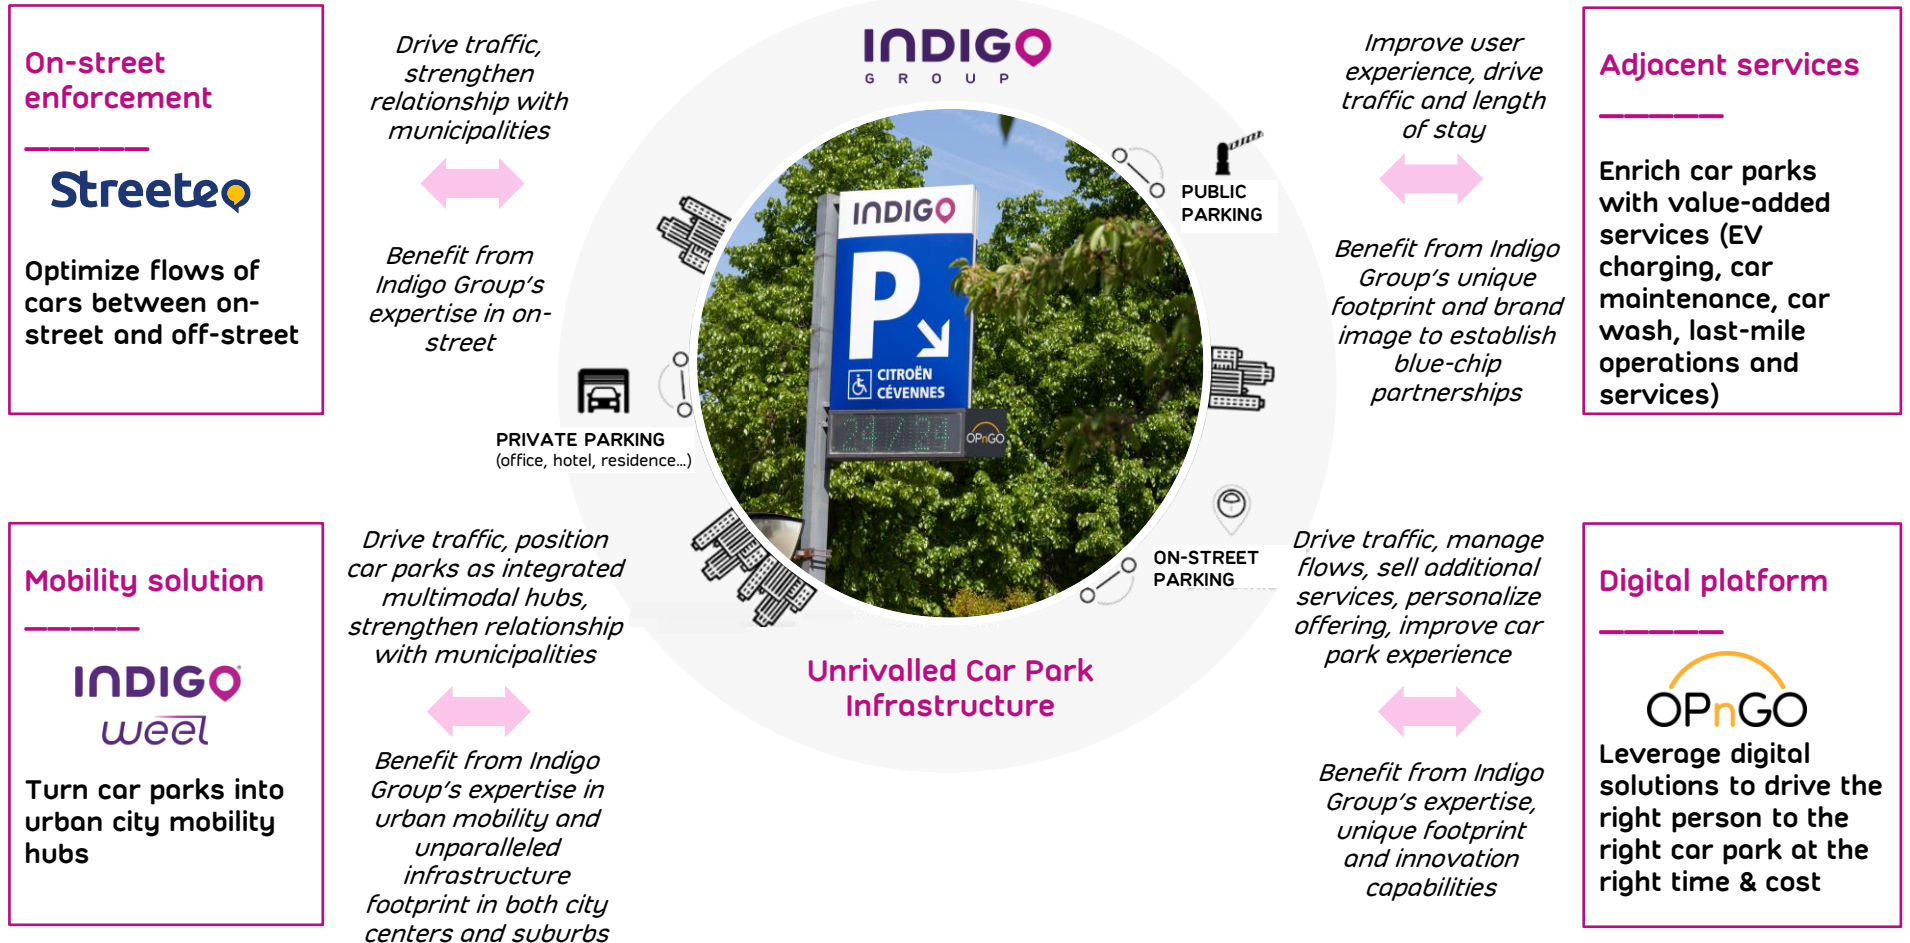 On-street
enforcement
Streeteo
Optimize flows of
cars between on-
street and off-street
Drive traffic,
strengthen
relationship with
municipalities
Benefit from
Indigo Group's
expertise in on-
street
INDIGO
GROUP
INDIGO
P
CITROËN
CÉVENNES
24/24
OPnGO
PUBLIC
PARKING
PRIVATE PARKING
(office, hotel, residence...)
ON-STREET
PARKING
Unrivalled Car Park
Infrastructure
Improve user
experience, drive
traffic and length
of stay
Benefit from Indigo
Group's unique
footprint and brand
image to establish
blue-chip
partnerships
Adjacent services
Enrich car parks
with value-added
services (EV
charging, car
maintenance, car
wash, last-mile
operations and
services)
Mobility solution
INDIGO
weel
Turn car parks into
urban city mobility
hubs
Drive traffic, position
car parks as integrated
multimodal hubs,
strengthen relationship
with municipalities
Benefit from Indigo
Group's expertise in
urban mobility and
unparalleled
infrastructure
footprint in both city
centers and suburbs
Drive traffic, manage
flows, sell additional
services, personalize
offering, improve car
park experience
Benefit from Indigo
Group's expertise,
unique footprint
and innovation
capabilities
Digital platform
OPnGO
Leverage digital
solutions to drive the
right person to the
right car park at the
right time & cost